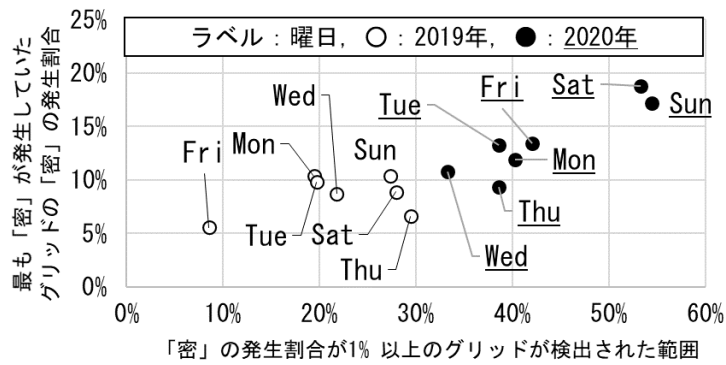 ラベル：曜日，○：2019年，●：2020年
最も「密」が発生していた
グリッドの「密」の発生割合
25%
20%
15%
10%
5%
0%
Sat
Sun
Wed
Tue
Fri
Fri
Mon
Sun
Mon
Tue
Sat
Thu
Thu
Wed
0%
10%
20%
30%
40%
50%
60%
「密」の発生割合が1% 以上のグリッドが検出された範囲